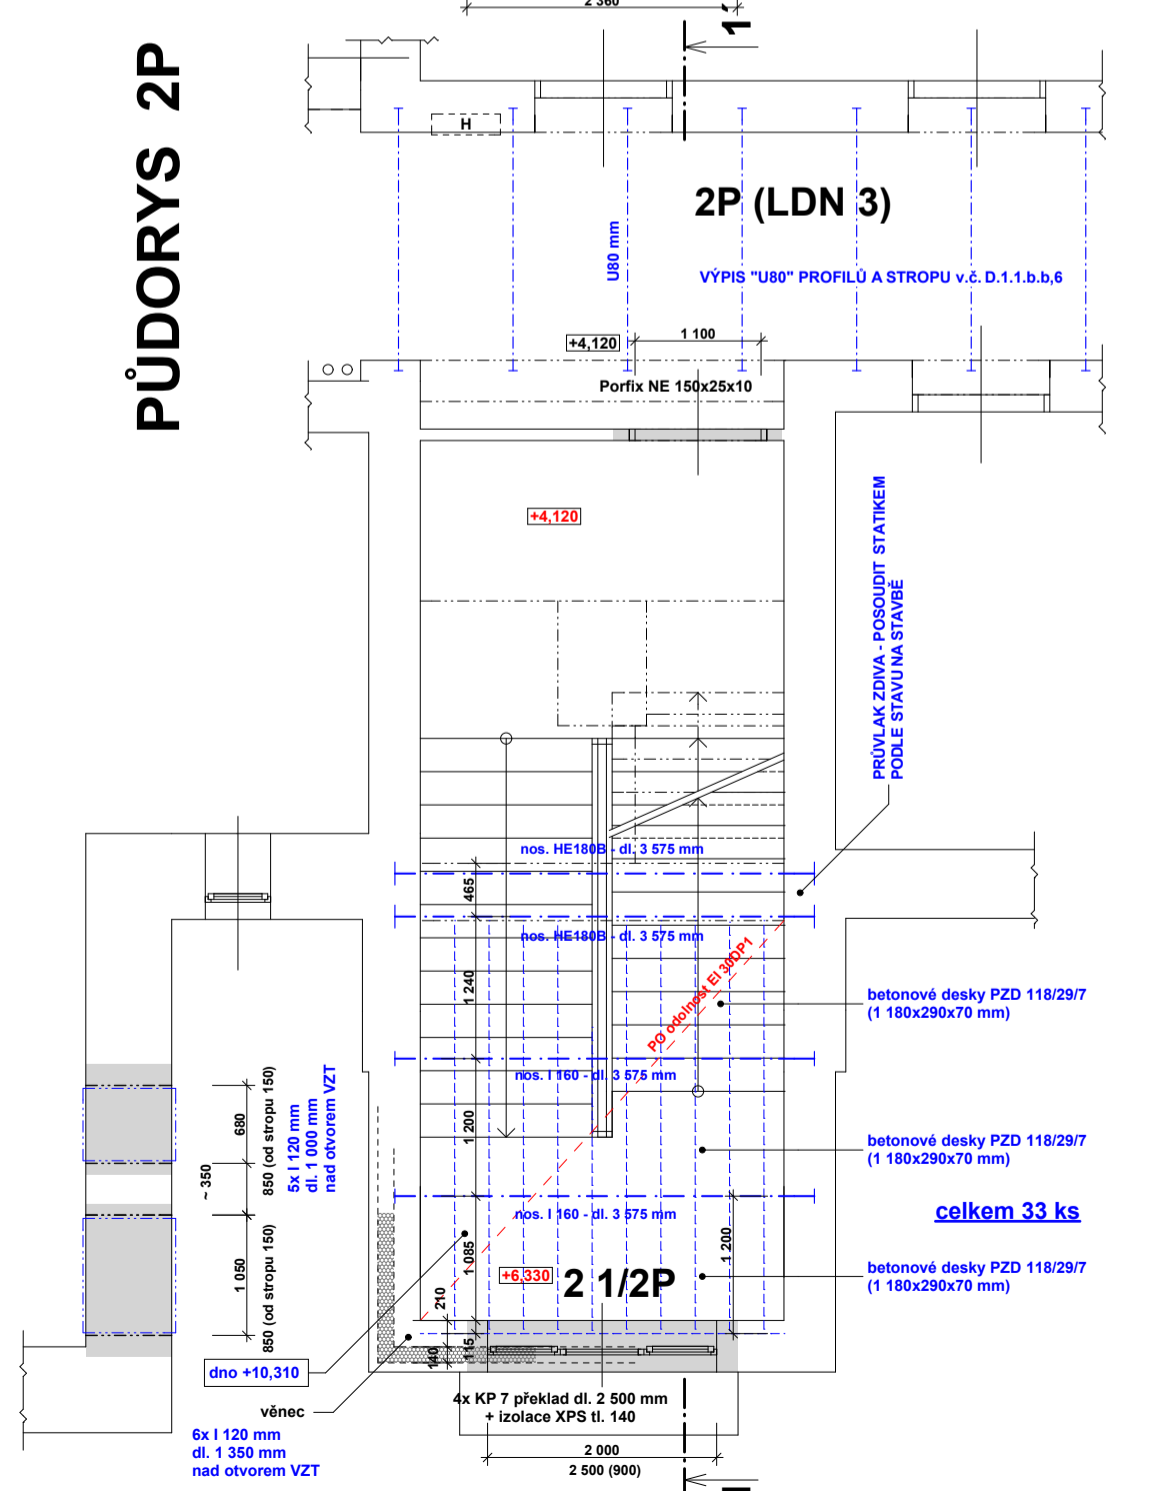 2 360
PŮDORYS 2P
H
2P (LDN 3)
U80 mm
VÝPIS "U80" PROFILŮ A STROPU v.č. D.1.1.b.b,6
+4,120
1 100
Porfix NE 150x25x10
+4,120
PRŮVLAK ZDIVA - POSOUDIT STATIKEM
PODLE STAVU NA STAVBĚ
nos. HE180B - dl. 3 575 mm
465
nos. HE180B - dl. 3 575 mm
PO odolnost EI 30DP1
1 240
betonové desky PZD 118/29/7
(1 180x290x70 mm)
nos. I 160 - dl. 3 575 mm
680
850 (od stropu 150)
5x I 120 mm
dl. 1 000 mm
nad otvorem VZT
1 200
betonové desky PZD 118/29/7
(1 180x290x70 mm)
~ 350
nos. I 160 - dl. 3 575 mm
celkem 33 ks
1 050
850 (od stropu 150)
1 085
1 200
+6,330
2 1/2P
betonové desky PZD 118/29/7
(1 180x290x70 mm)
210
115
140
dno +10,310
4x KP 7 překlad dl. 2 500 mm
+ izolace XPS tl. 140
věnec
6x I 120 mm
dl. 1 350 mm
nad otvorem VZT
2 000
2 500 (900)